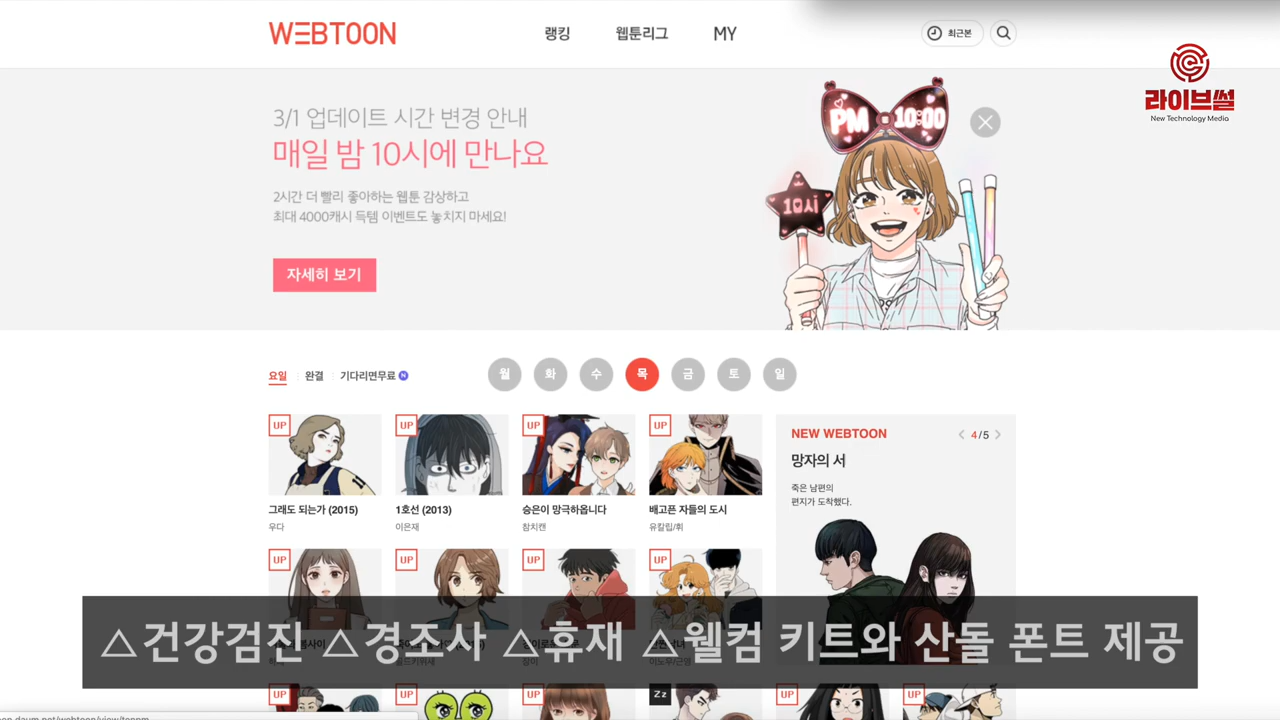 WEBTOON
랭킹
웹툰리그
MY
최근본
라이브썰
New Technology Media
3/1 업데이트 시간 변경 안내
매일 밤 10시에 만나요
2시간 더 빨리 좋아하는 웹툰 감상하고
최대 4000캐시 득템 이벤트도 놓치지 마세요!
자세히 보기
PM 10:00
10시
요일
완결
기다리면무료 N
월 화 수 목 금 토 일
UP
UP
UP
UP
그래도 되는가 (2015)
우다
1호선 (2013)
이은재
승은이 망극하옵니다
참치캔
배고픈 자들의 도시
유칼립/휘
NEW WEBTOON
4/5
망자의 서
죽은 남편의
편지가 도착했다.
UP
UP
UP
UP
△건강검진 △경조사 △휴재 △웰컴 키트와 산돌 폰트 제공
UP
UP
UP
Zz
UP
UP